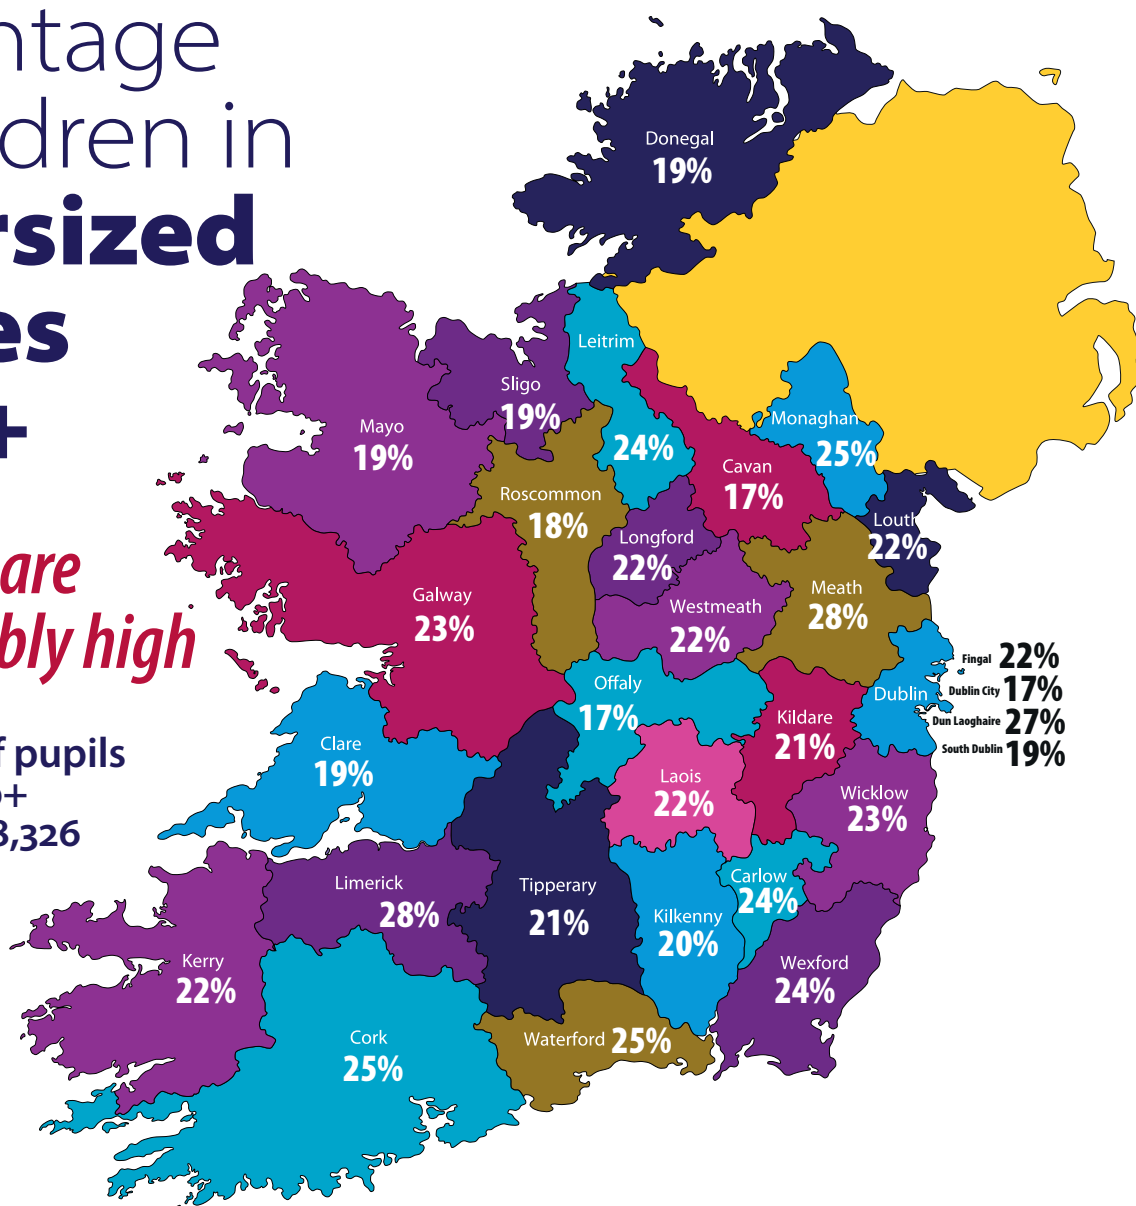 ntage
dren in
rsized
es
+
are
bly high
f pupils
+
3,326
Donegal
19%
Leitrim
24%
Sligo
19%
Mayo
19%
Monaghan
25%
Cavan
17%
Roscommon
18%
Louth
22%
Longford
22%
Meath
28%
Galway
23%
Westmeath
22%
Fingal 22%
Dublin City 17%
Dun Laoghaire 27%
South Dublin 19%
Dublin
Offaly
17%
Kildare
21%
Clare
19%
Laois
22%
Wicklow
23%
Limerick
28%
Tipperary
21%
Carlow
24%
Kilkenny
20%
Kerry
22%
Wexford
24%
Cork
25%
Waterford 25%